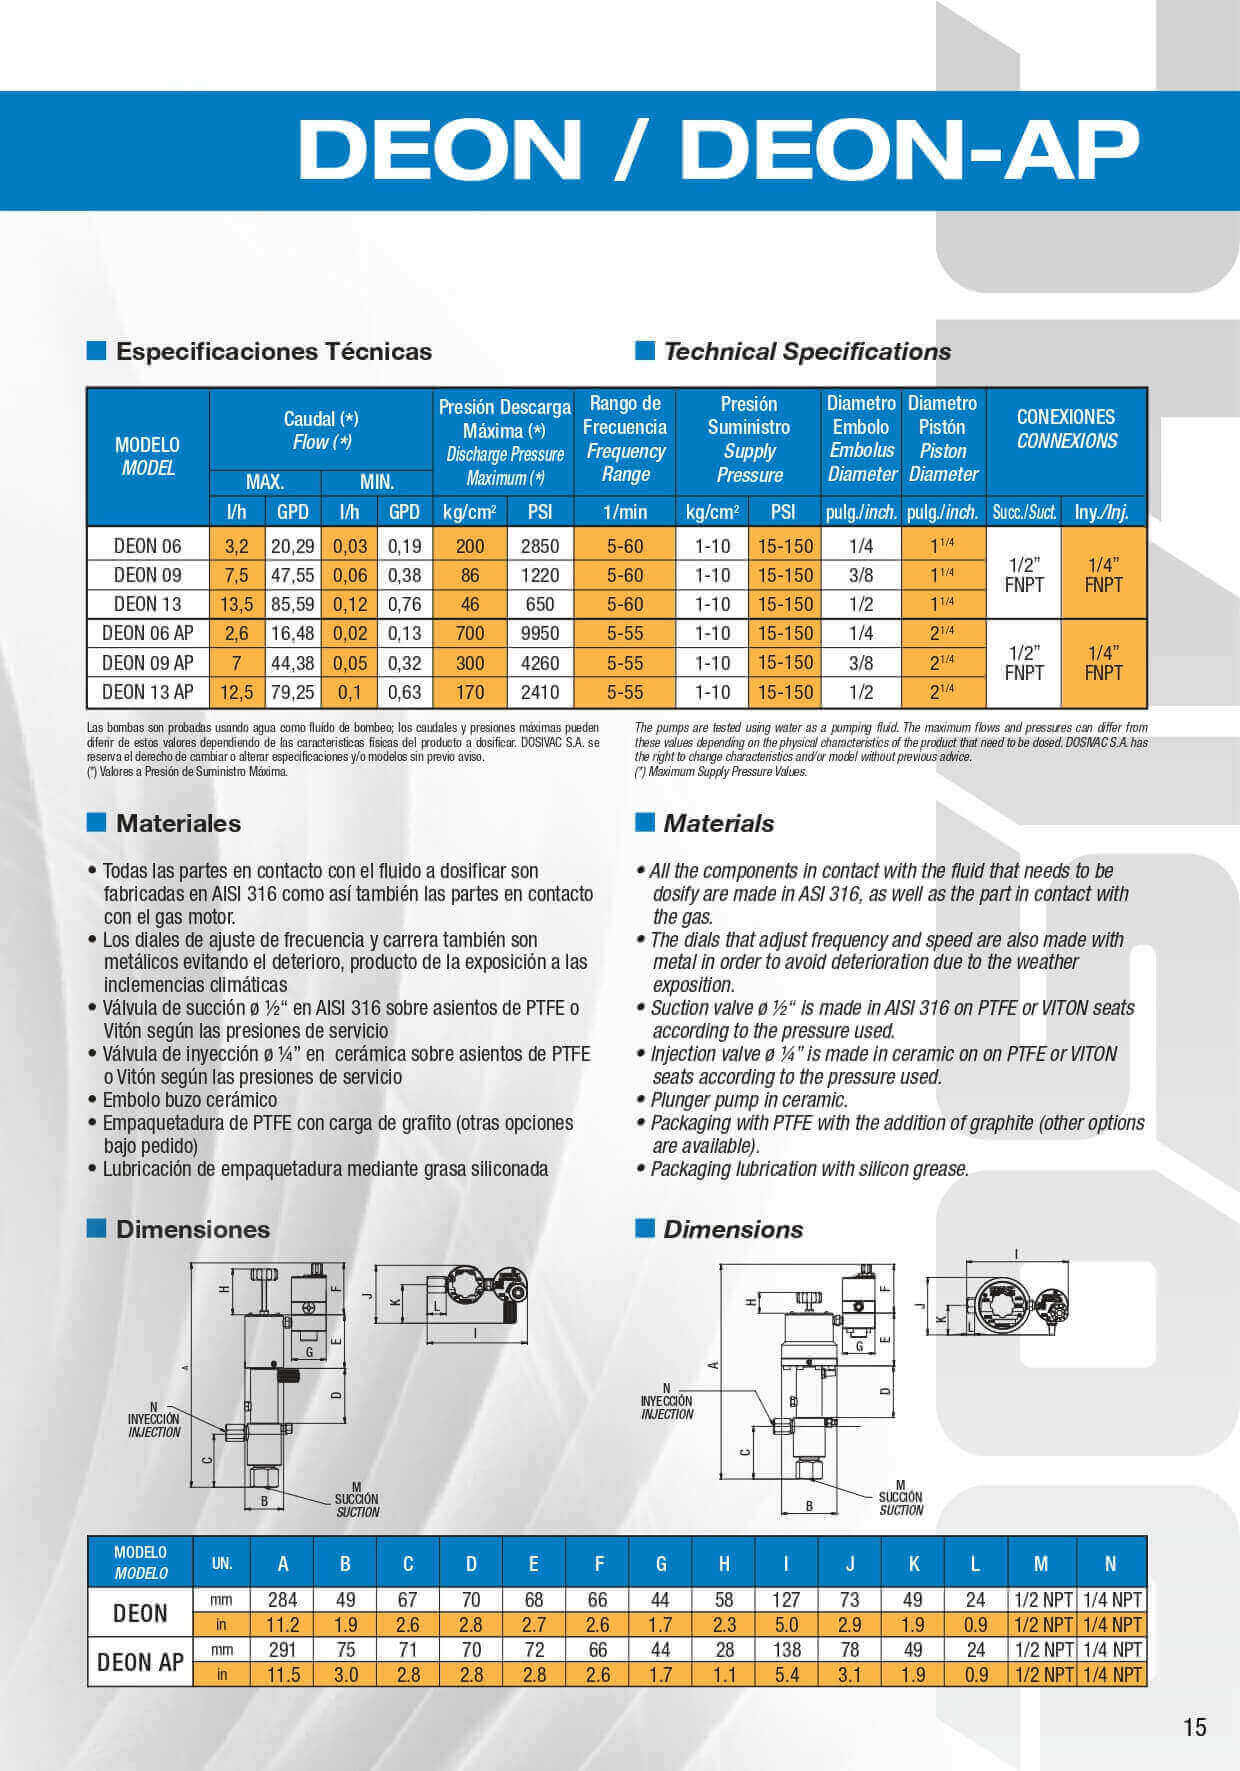 DEON / DEON-AP
Especificaciones Técnicas
Technical Specifications
MODELO
MODEL
Caudal (*)
Flow (*)
MAX.
MIN.
Presión Descarga
Máxima (*)
Discharge Pressure
Maximum (*)
Rango de
Frecuencia
Frequency
Range
Presión
Suministro
Supply
Pressure
Diametro
Embolo
Embolus
Diameter
Diametro
Pistón
Piston
Diameter
CONEXIONES
CONNEXIONS
l/h GPD l/h GPD kg/cm² PSI 1/min kg/cm² PSI pulg./inch. pulg./inch. Succ./Suct. Iny./Inj.
DEON 06 3,2 20,29 0,03 0,19 200 2850 5-60 1-10 15-150 1/4 1 1/4
DEON 09 7,5 47,55 0,06 0,38 86 1220 5-60 1-10 15-150 3/8 1 1/4
DEON 13 13,5 85,59 0,12 0,76 46 650 5-60 1-10 15-150 1/2 1 1/4
1/2” FNPT
1/4” FNPT
DEON 06 AP 2,6 16,48 0,02 0,13 700 9950 5-55 1-10 15-150 1/4 2 1/4
DEON 09 AP 7 44,38 0,05 0,32 300 4260 5-55 1-10 15-150 3/8 2 1/4
DEON 13 AP 12,5 79,25 0,1 0,63 170 2410 5-55 1-10 15-150 1/2 2 1/4
1/2” FNPT
1/4” FNPT
Las bombas son probadas usando agua como fluído de bombeo; los caudales y presiones máximas pueden
diferir de estos valores dependiendo de las características físicas del producto a dosificar. DOSIVAC S.A. se
reserva el derecho de cambiar o alterar especificaciones y/o modelos sin previo aviso.
(*) Valores a Presión de Suministro Máxima.
The pumps are tested using water as a pumping fluid. The maximum flows and pressures can differ from
these values depending on the physical characteristics of the product that need to be dosed. DOSIVAC S.A. has
the right to change characteristics and/or model without previous advice.
(*) Maximum Supply Pressure Values.
Materiales
• Todas las partes en contacto con el fluido a dosificar son
fabricadas en AISI 316 como así también las partes en contacto
con el gas motor.
• Los diales de ajuste de frecuencia y carrera también son
metálicos evitando el deterioro, producto de la exposición a las
inclemencias climáticas
• Válvula de succión ø ½“ en AISI 316 sobre asientos de PTFE o
Vitón según las presiones de servicio
• Válvula de inyección ø ¼” en cerámica sobre asientos de PTFE
o Vitón según las presiones de servicio
• Embolo buzo cerámico
• Empaquetadura de PTFE con carga de grafito (otras opciones
bajo pedido)
• Lubricación de empaquetadura mediante grasa siliconada
Materials
• All the components in contact with the fluid that needs to be
dosify are made in ASI 316, as well as the part in contact with
the gas.
• The dials that adjust frequency and speed are also made with
metal in order to avoid deterioration due to the weather
exposition.
• Suction valve ø ½“ is made in AISI 316 on PTFE or VITON seats
according to the pressure used.
• Injection valve ø ¼” is made in ceramic on on PTFE or VITON
seats according to the pressure used.
• Plunger pump in ceramic.
• Packaging with PTFE with the addition of graphite (other options
are available).
• Packaging lubrication with silicon grease.
Dimensiones
Dimensions
A
H
F
E
G
D
N
INYECCIÓN
INJECTION
C
B
M
SUCCIÓN
SUCTION
J
K
L
I
A
H
F
E
G
D
N
INYECCIÓN
INJECTION
C
B
M
SUCCIÓN
SUCTION
I
J
K
L
MODELO
MODELO
UN. A B C D E F G H I J K L M N
DEON
mm 284 49 67 70 68 66 44 58 127 73 49 24 1/2 NPT 1/4 NPT
in 11.2 1.9 2.6 2.8 2.7 2.6 1.7 2.3 5.0 2.9 1.9 0.9 1/2 NPT 1/4 NPT
DEON AP
mm 291 75 71 70 72 66 44 28 138 78 49 24 1/2 NPT 1/4 NPT
in 11.5 3.0 2.8 2.8 2.8 2.6 1.7 1.1 5.4 3.1 1.9 0.9 1/2 NPT 1/4 NPT
15